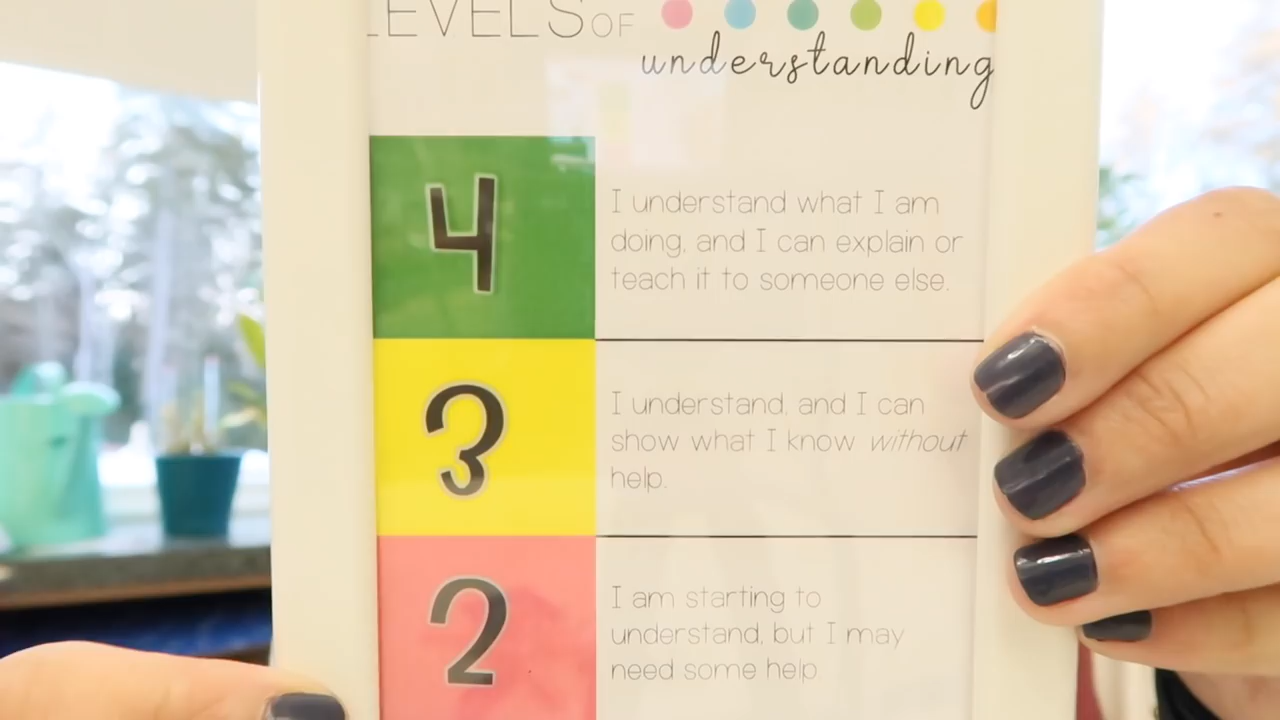 LEVELS OF
understanding
4
I understand what I am
doing, and I can explain or
teach it to someone else.
3
I understand, and I can
show what I know without
help.
2
I am starting to
understand, but I may
need some help